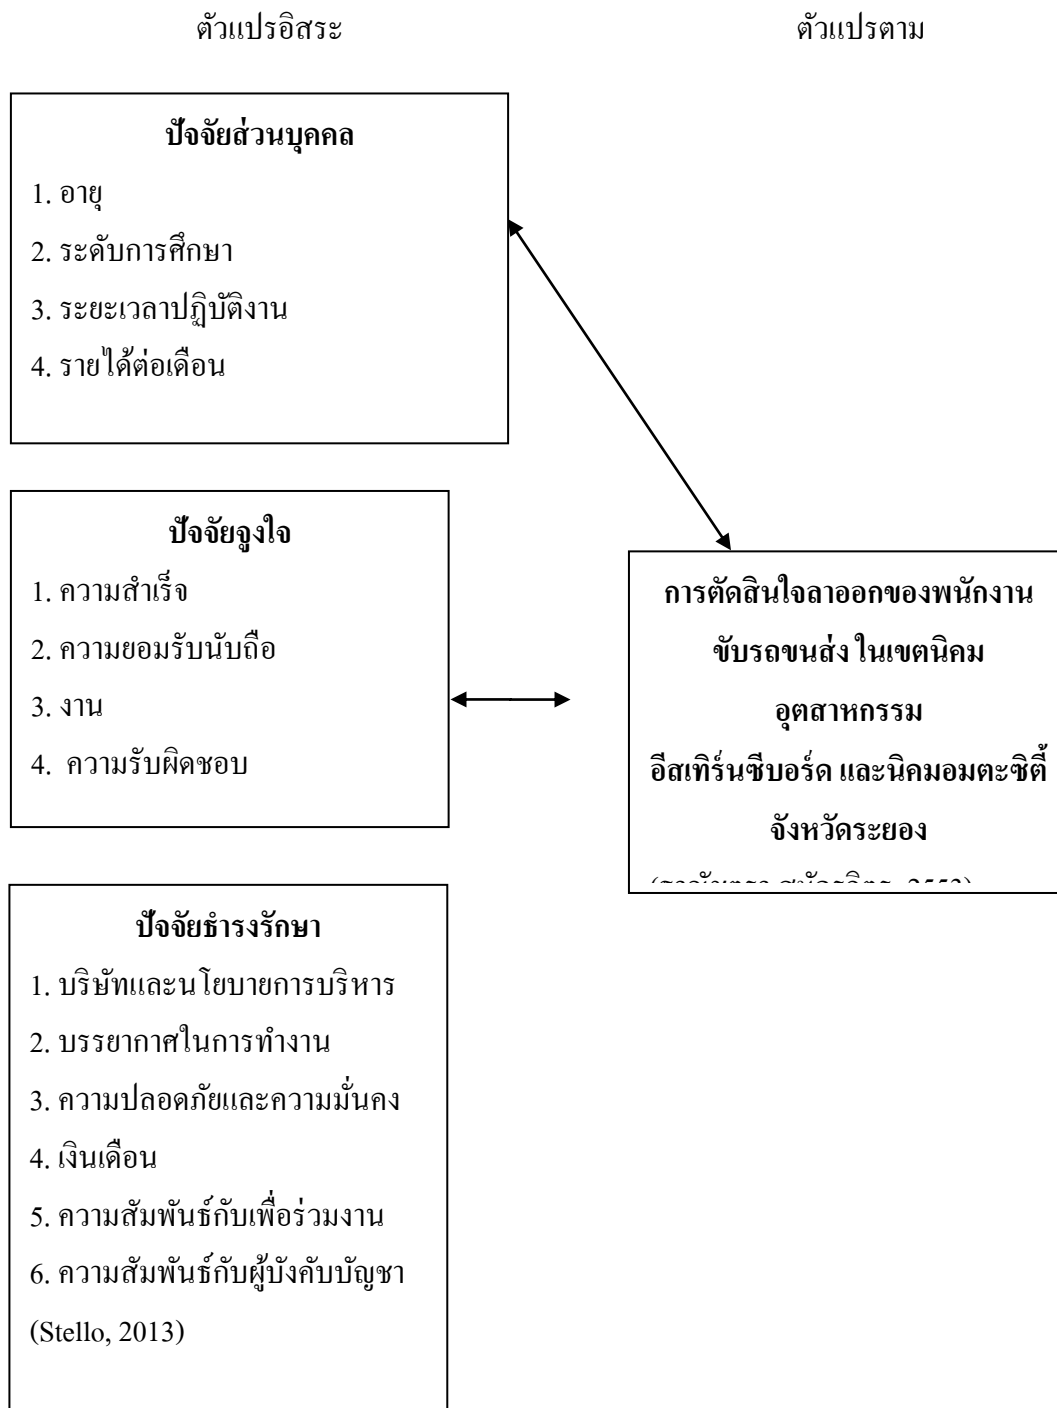 ตัวแปรอิสระ
ตัวแปรตาม
ปัจจัยส่วนบุคคล
1. อายุ
2. ระดับการศึกษา
3. ระยะเวลาปฏิบัติงาน
4. รายได้ต่อเดือน
ปัจจัยจูงใจ
1. ความสำเร็จ
2. ความยอมรับนับถือ
3. งาน
4. ความรับผิดชอบ
การตัดสินใจลาออกของพนักงาน
ขับรถขนส่ง ในเขตนิคม
อุตสาหกรรม
อีสเทิร์นซีบอร์ด และนิคมอมตะซิตี้
จังหวัดระยอง
ปัจจัยธำรงรักษา
1. บริษัทและนโยบายการบริหาร
2. บรรยากาศในการทำงาน
3. ความปลอดภัยและความมั่นคง
4. เงินเดือน
5. ความสัมพันธ์กับเพื่อร่วมงาน
6. ความสัมพันธ์กับผู้บังคับบัญชา
(Stello, 2013)